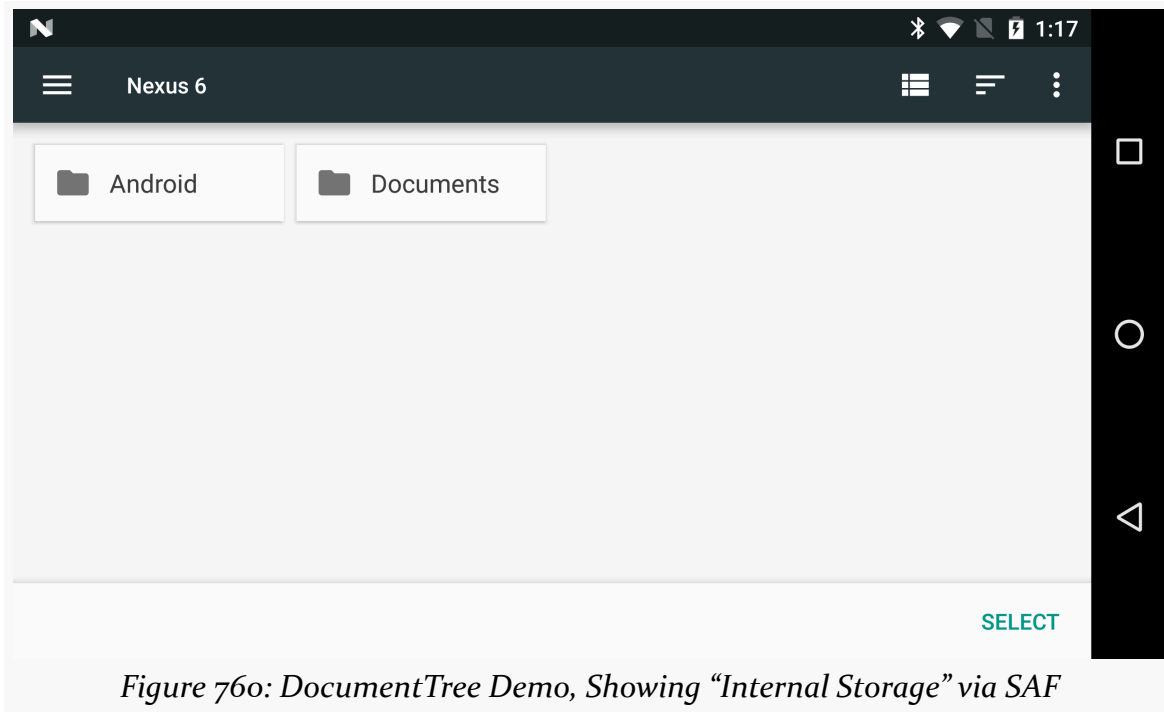 1:17
Nexus 6
Android
Documents
SELECT
Figure 760: DocumentTree Demo, Showing “Internal Storage” via SAF